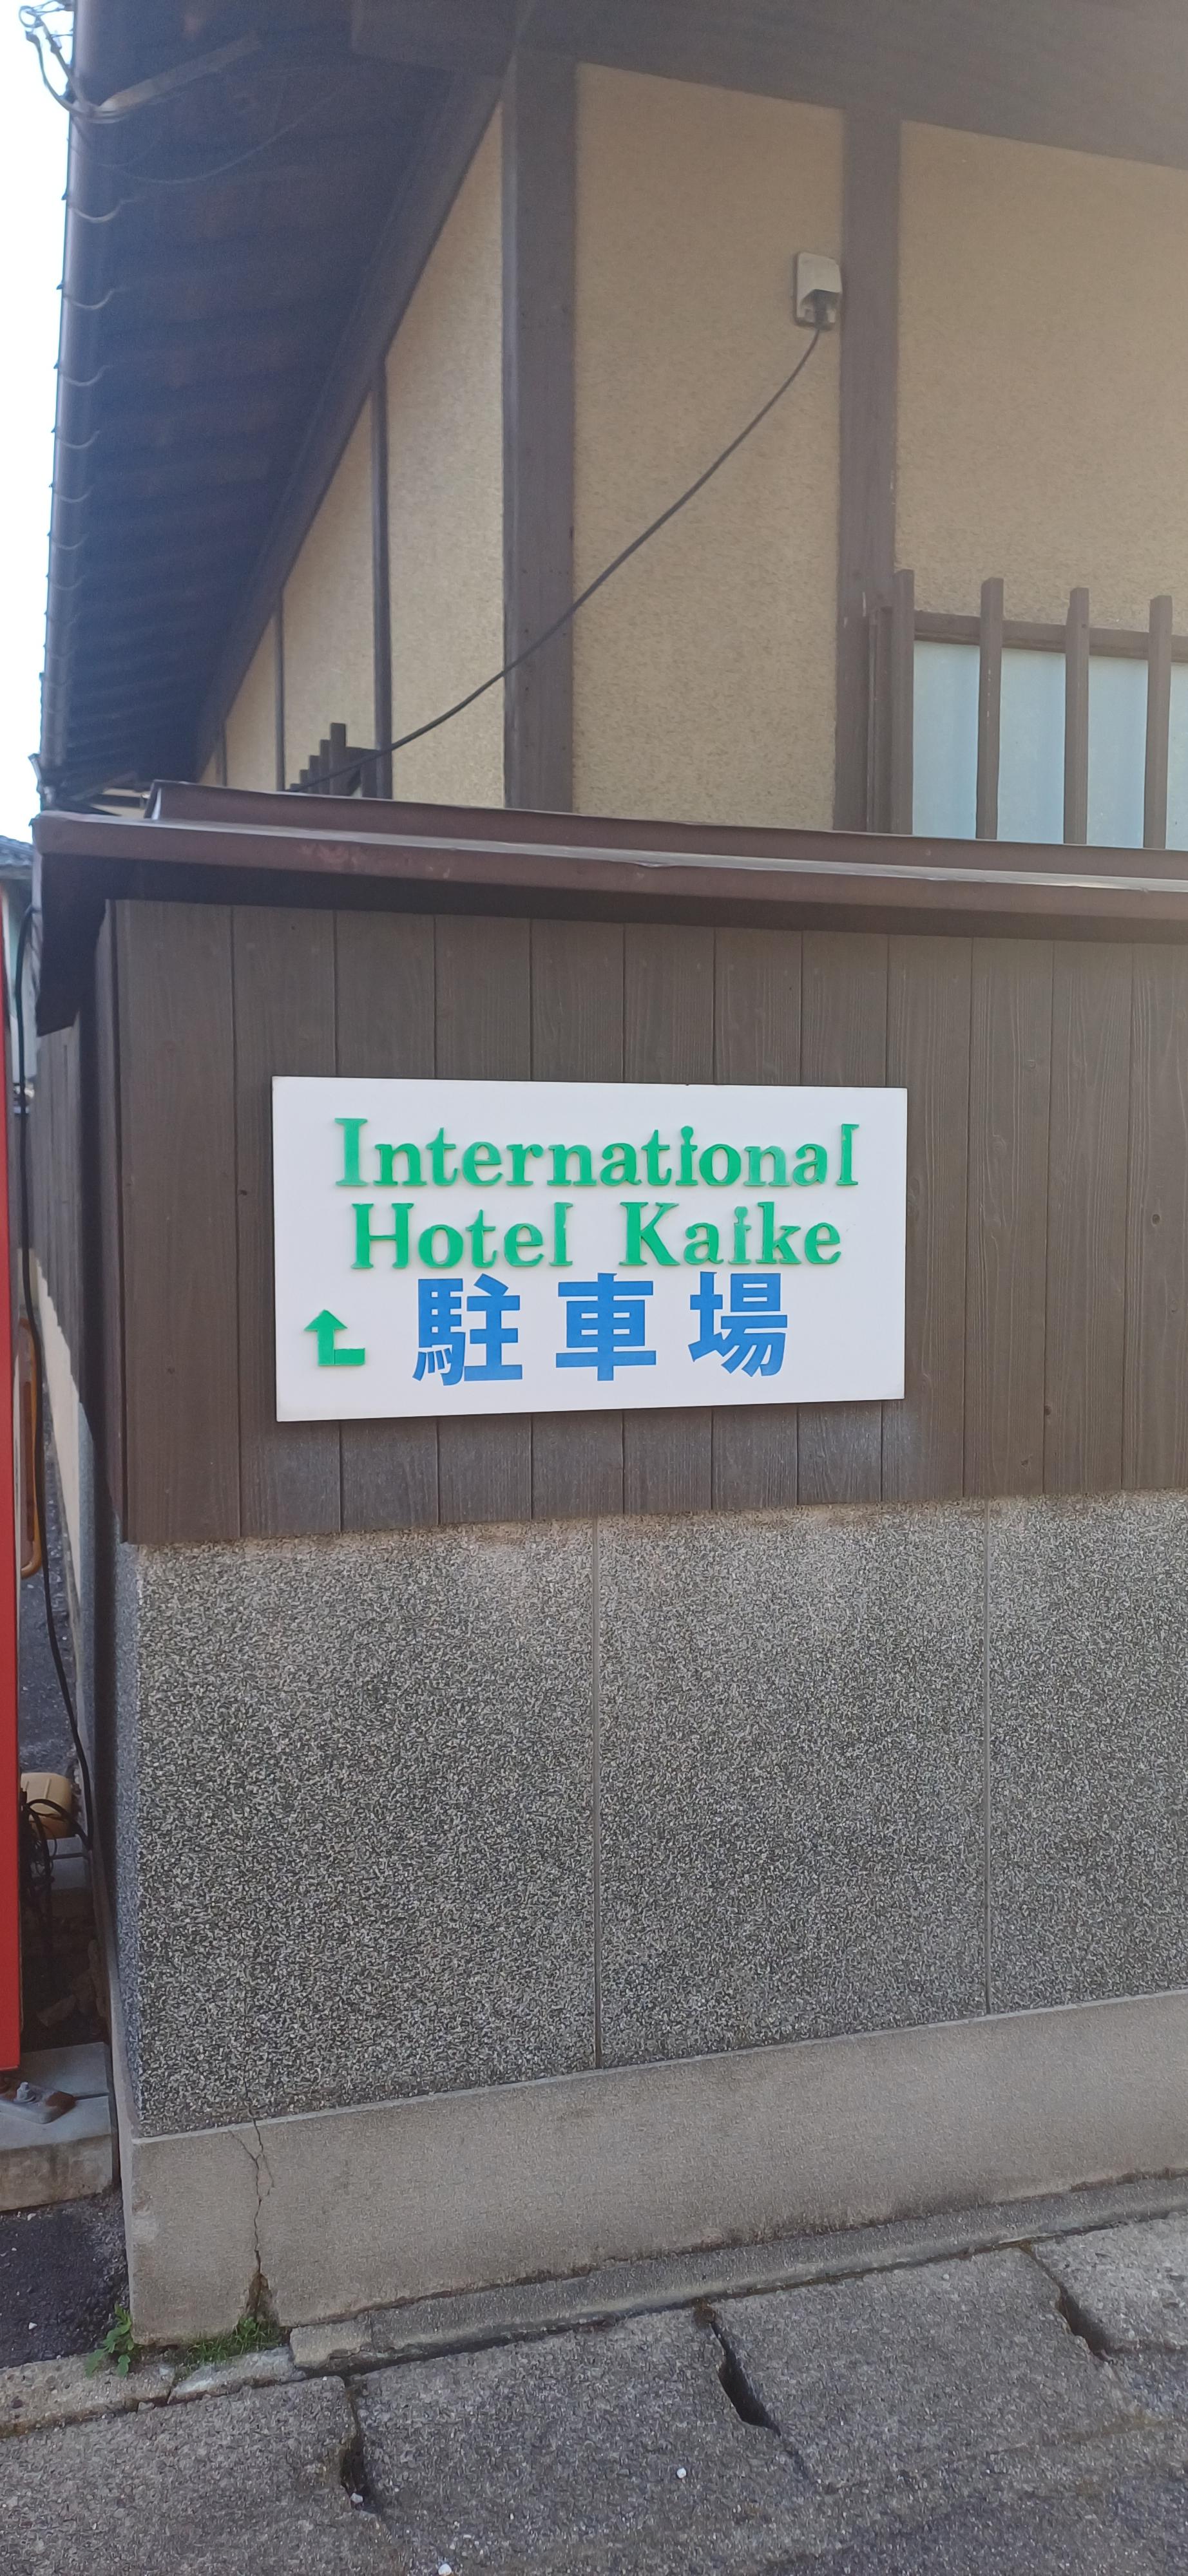 International
Hotel Kaike
駐車場